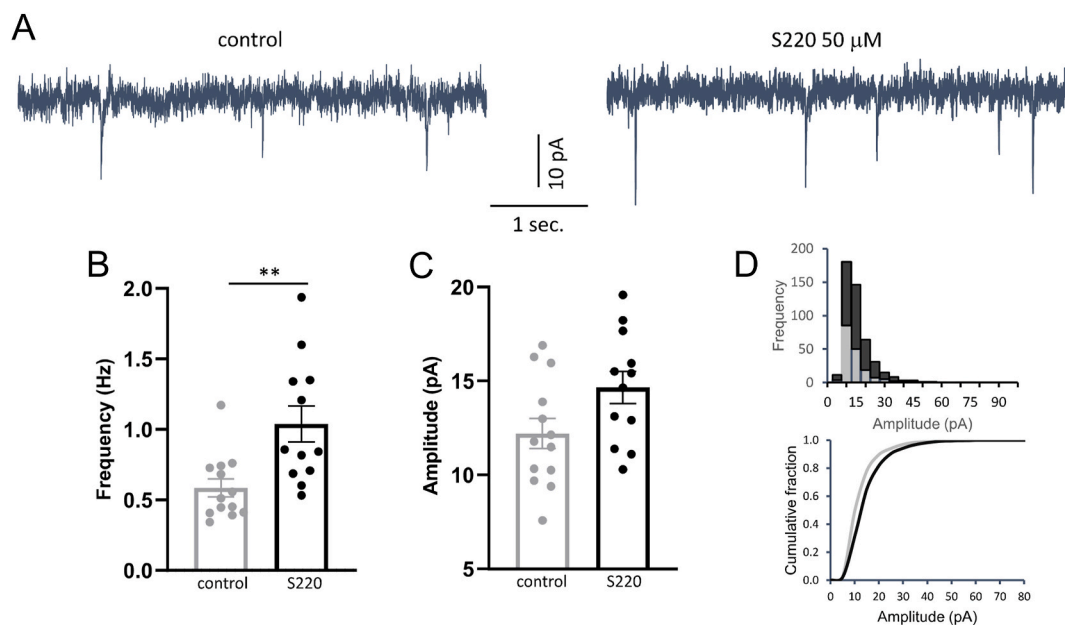 A
control
S220 50 μM
10 pA
1 sec.
B
**
Frequency (Hz)
2.0
1.5
1.0
0.5
0.0
control
S220
C
Amplitude (pA)
20
15
10
5
control
S220
D
Frequency
200
150
100
50
0
0 15 30 45 60 75 90
Amplitude (pA)
Cumulative fraction
1.0
0.8
0.6
0.4
0.2
0.0
0 10 20 30 40 50 60 70 80
Amplitude (pA)